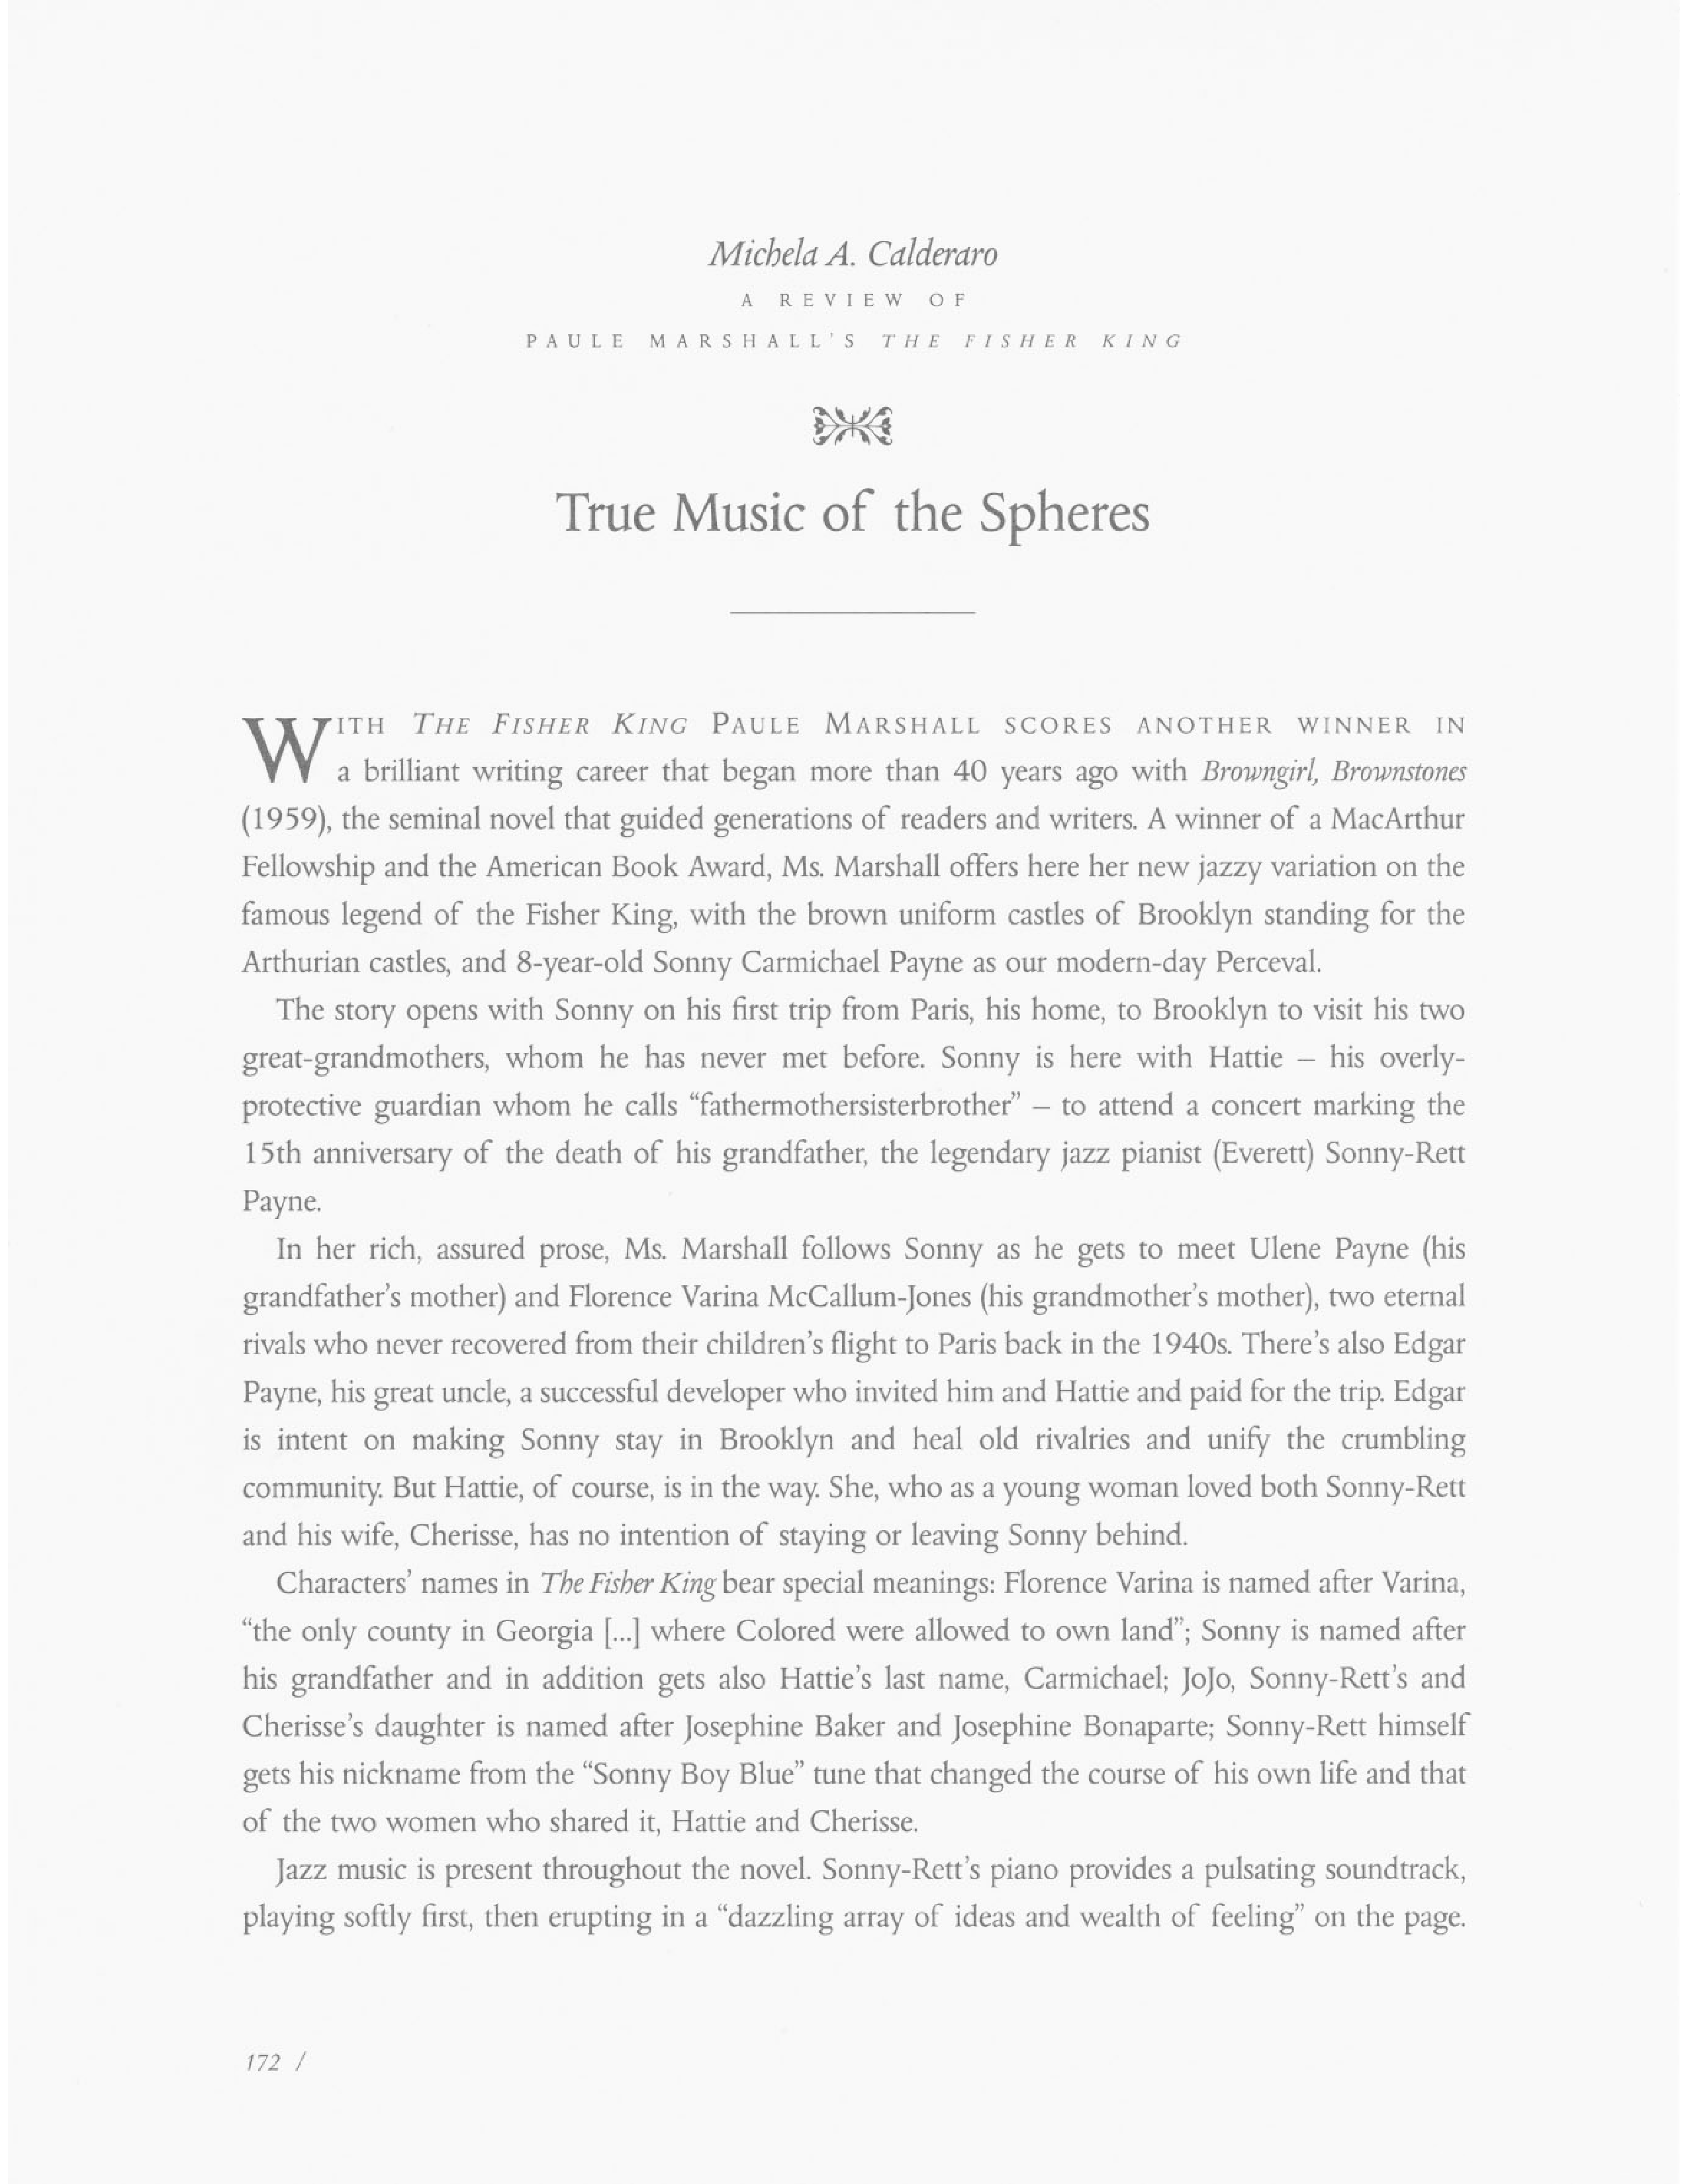 Michela A. Calderaro
A REVIEW OF
PAULE MARSHALL'S THE FISHER KING
True Music of the Spheres
WITH THE FISHER KING PAULE MARSHALL SCORES ANOTHER WINNER IN
a brilliant writing career that began more than 40 years ago with Browngirl, Brownstones
(1959), the seminal novel that guided generations of readers and writers. A winner of a MacArthur
Fellowship and the American Book Award, Ms. Marshall offers here her new jazzy variation on the
famous legend of the Fisher King, with the brown uniform castles of Brooklyn standing for the
Arthurian castles, and 8-year-old Sonny Carmichael Payne as our modern-day Perceval.
The story opens with Sonny on his first trip from Paris, his home, to Brooklyn to visit his two
great-grandmothers, whom he has never met before. Sonny is here with Hattie – his overly-
protective guardian whom he calls “fathermothersisterbrother” – to attend a concert marking the
15th anniversary of the death of his grandfather, the legendary jazz pianist (Everett) Sonny-Rett
Payne.
In her rich, assured prose, Ms. Marshall follows Sonny as he gets to meet Ulene Payne (his
grandfather's mother) and Florence Varina McCallum-Jones (his grandmother's mother), two eternal
rivals who never recovered from their children's flight to Paris back in the 1940s. There's also Edgar
Payne, his great uncle, a successful developer who invited him and Hattie and paid for the trip. Edgar
is intent on making Sonny stay in Brooklyn and heal old rivalries and unify the crumbling
community. But Hattie, of course, is in the way. She, who as a young woman loved both Sonny-Rett
and his wife, Cherisse, has no intention of staying or leaving Sonny behind.
Characters' names in The Fisher King bear special meanings: Florence Varina is named after Varina,
“the only county in Georgia [...] where Colored were allowed to own land”; Sonny is named after
his grandfather and in addition gets also Hattie's last name, Carmichael; JoJo, Sonny-Rett's and
Cherisse's daughter is named after Josephine Baker and Josephine Bonaparte; Sonny-Rett himself
gets his nickname from the “Sonny Boy Blue” tune that changed the course of his own life and that
of the two women who shared it, Hattie and Cherisse.
Jazz music is present throughout the novel. Sonny-Rett's piano provides a pulsating soundtrack,
playing softly first, then erupting in a “dazzling array of ideas and wealth of feeling” on the page.
172 /